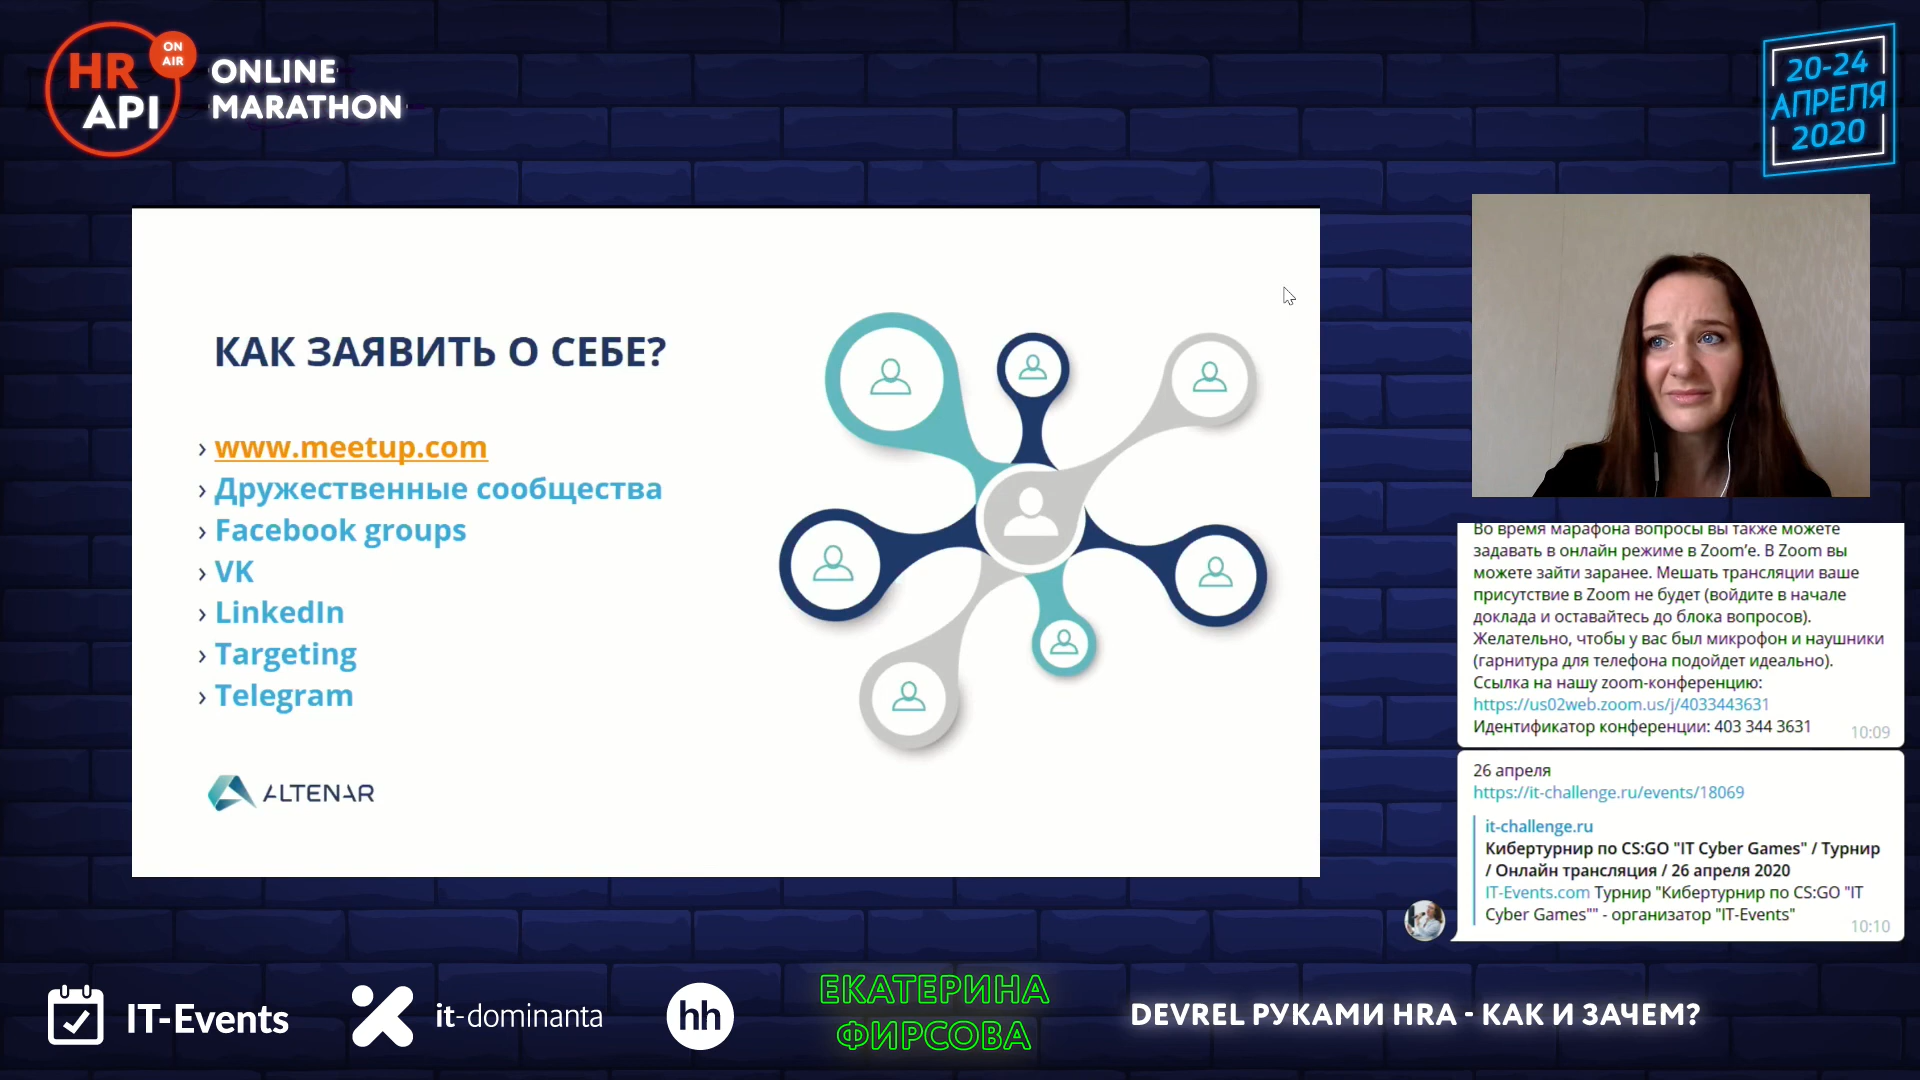 HR
API
ON
AIR
ONLINE
MARATHON
20-24
АПРЕЛЯ
2020
КАК ЗАЯВИТЬ О СЕБЕ?
› www.meetup.com
› Дружественные сообщества
› Facebook groups
› VK
› LinkedIn
› Targeting
› Telegram
ALTENAR
Во время марафона вопросы вы также можете
задавать в онлайн режиме в Zoom'е. В Zoom вы
можете зайти заранее. Мешать трансляции ваше
присутствие в Zoom не будет (войдите в начале
доклада и оставайтесь до блока вопросов).
Желательно, чтобы у вас был микрофон и наушники
(гарнитура для телефона подойдет идеально).
Ссылка на нашу zoom-конференцию:
https://us02web.zoom.us/j/4033443631
Идентификатор конференции: 403 344 3631
10:09
26 апреля
https://it-challenge.ru/events/18069
it-challenge.ru
Кибертурнир по CS:GO "IT Cyber Games" / Турнир
/ Онлайн трансляция / 26 апреля 2020
IT-Events.com Турнир "Кибертурнир по CS:GO "IT
Cyber Games"" - организатор "IT-Events"
10:10
IT-Events
it-dominanta
hh
ЕКАТЕРИНА
ФИРСОВА
DEVREL РУКАМИ HRA - КАК И ЗАЧЕМ?